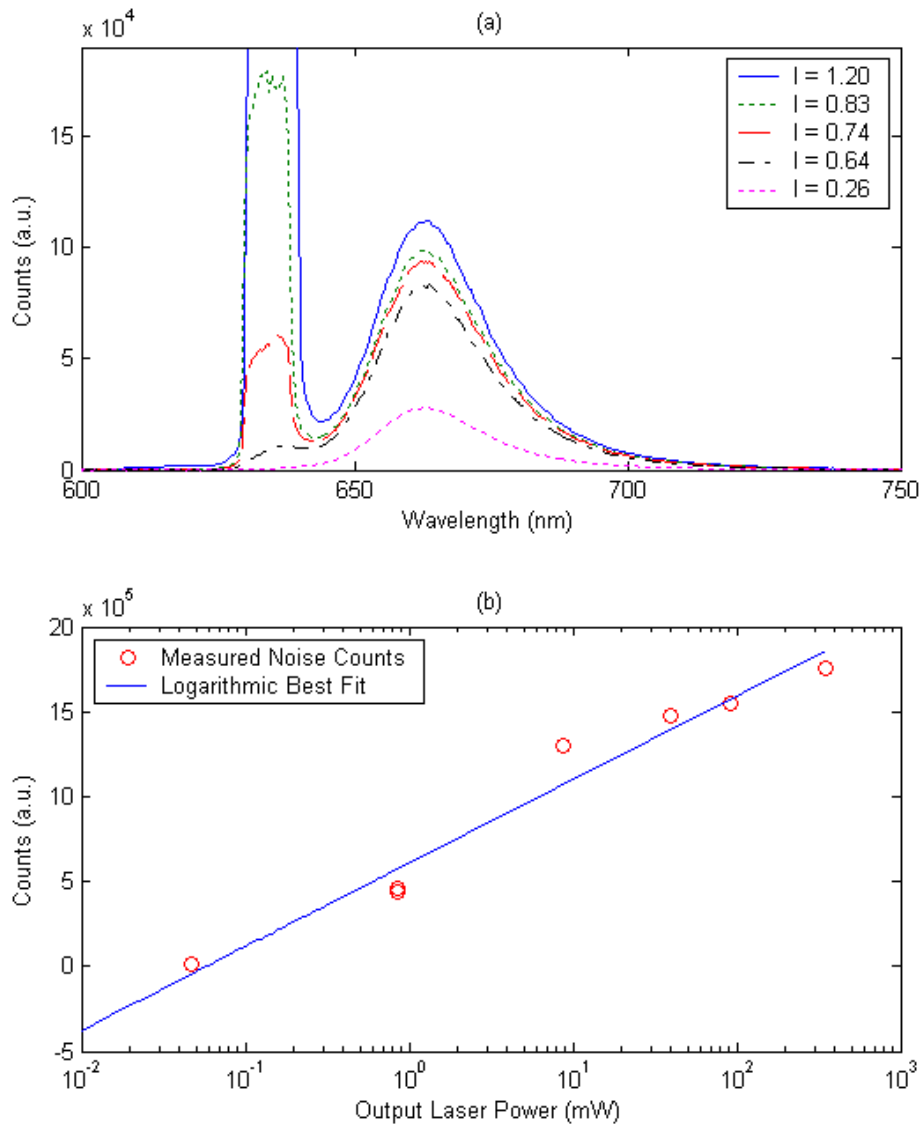 (a)
x 10^4
15
10
5
0
Counts (a.u.)
600
650
700
750
Wavelength (nm)
I = 1.20
I = 0.83
I = 0.74
I = 0.64
I = 0.26
(b)
x 10^5
20
15
10
5
0
-5
Counts (a.u.)
Measured Noise Counts
Logarithmic Best Fit
10^-2
10^-1
10^0
10^1
10^2
10^3
Output Laser Power (mW)